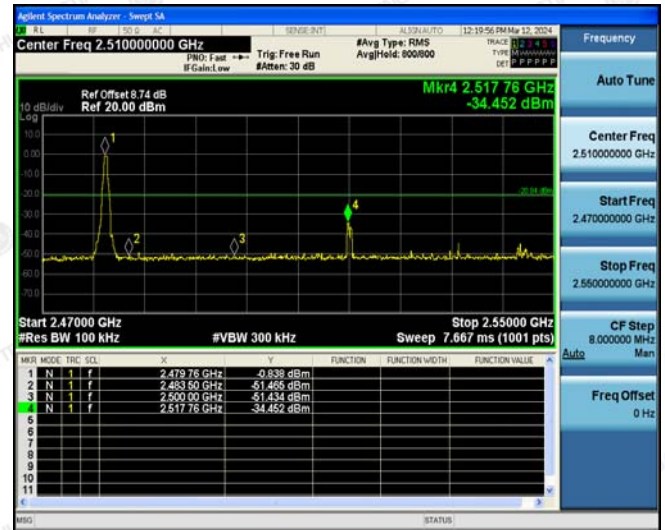 Agilent Spectrum Analyzer - Swept SA
RL RF 50 Ω AC SENSE:INT ALIGN AUTO 12:19:56 PM Mar 12, 2024
Center Freq 2.510000000 GHz
PNO: Fast
IFGain:Low
Trig: Free Run
#Atten: 30 dB
#Avg Type: RMS
Avg|Hold: 800/800
TRACE 1 2 3 4 5 6
TYPE
DET P P P P P P
Ref Offset 8.74 dB
Ref 20.00 dBm
10 dB/div
Log
Mkr4 2.517 76 GHz
-34.452 dBm
10.0
0.00
-10.0
-20.0
-30.0
-40.0
-50.0
-60.0
-70.0
1
2
3
4
-20.84 dBm
Start 2.47000 GHz
Stop 2.55000 GHz
#Res BW 100 kHz
#VBW 300 kHz
Sweep 7.667 ms (1001 pts)
MKR MODE TRC SCL X Y FUNCTION FUNCTION WIDTH FUNCTION VALUE
1 N 1 f 2.479 76 GHz -0.838 dBm
2 N 1 f 2.483 50 GHz -51.465 dBm
3 N 1 f 2.500 00 GHz -51.434 dBm
4 N 1 f 2.517 76 GHz -34.452 dBm
5
6
7
8
9
10
11
MSG
STATUS
Frequency
Auto Tune
Center Freq
2.510000000 GHz
Start Freq
2.470000000 GHz
Stop Freq
2.550000000 GHz
CF Step
8.000000 MHz
Auto Man
Freq Offset
0 Hz